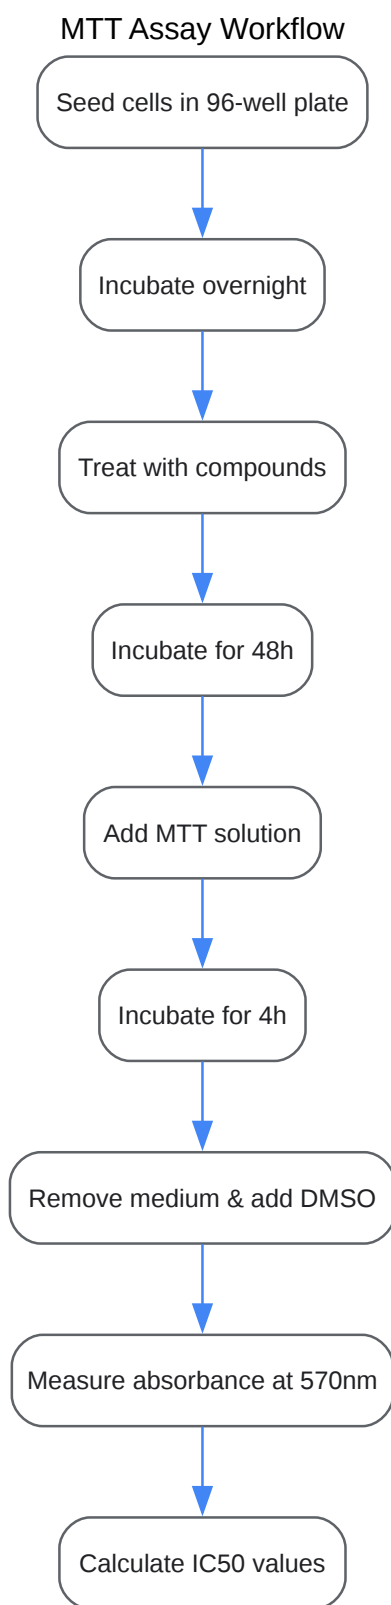 MTT Assay Workflow
Seed cells in 96-well plate
Incubate overnight
Treat with compounds
Incubate for 48h
Add MTT solution
Incubate for 4h
Remove medium & add DMSO
Measure absorbance at 570nm
Calculate IC50 values